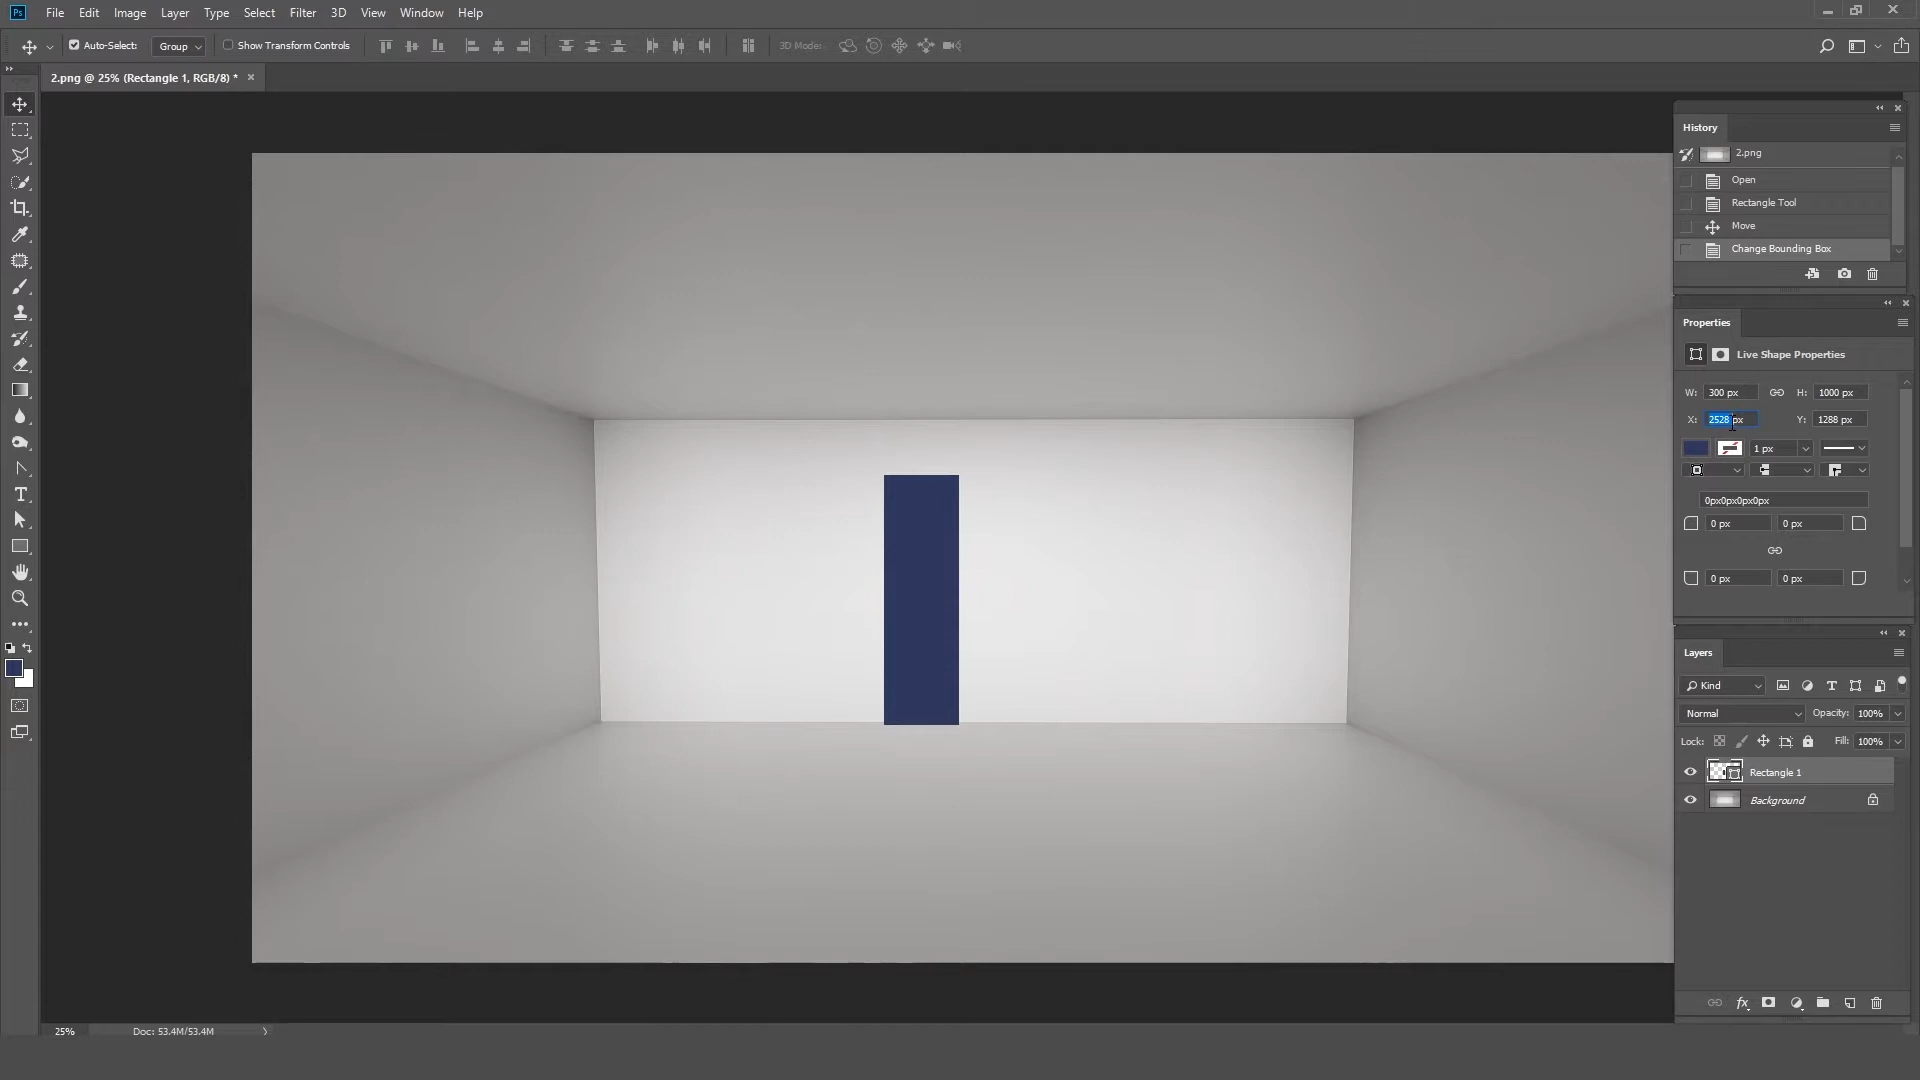 Ps File Edit Image Layer Type Select Filter 3D View Window Help
Auto-Select: Group Show Transform Controls 3D Mode:
2.png @ 25% (Rectangle 1, RGB/8) *
History
2.png
Open
Rectangle Tool
Move
Change Bounding Box
Properties
Live Shape Properties
W: 300 px H: 1000 px
X: 2528 px Y: 1288 px
1 px
0px0px0px0px
0 px 0 px
0 px 0 px
Layers
Kind
Normal Opacity: 100%
Lock: Fill: 100%
Rectangle 1
Background
fx
25% Doc: 53.4M/53.4M